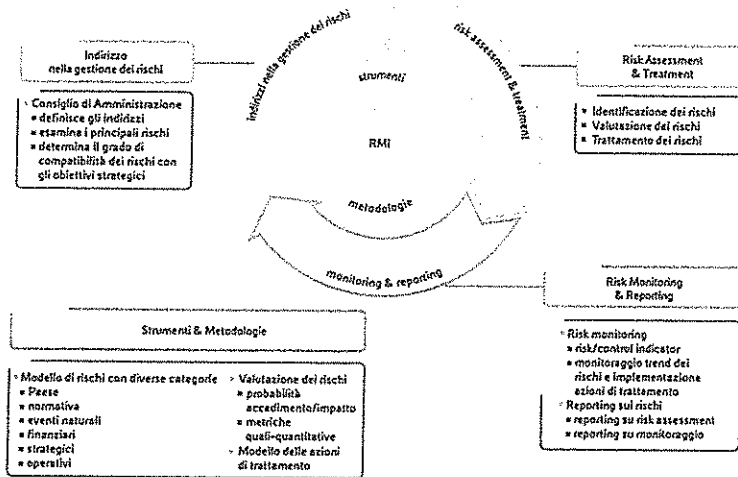 Indirizzo
nella gestione dei rischi
Consiglio di Amministrazione
definisce gli indirizzi
esamina i principali rischi
determina il grado di
compatibilità dei rischi con
gli obiettivi strategici
indirizzi nella gestione dei rischi
risk assessment & treatment
strumenti
RMI
metodologie
monitoring & reporting
Risk Assessment
& Treatment
Identificazione dei rischi
Valutazione dei rischi
Trattamento dei rischi
Risk Monitoring
& Reporting
Risk monitoring
risk/control indicator
monitoraggio trend dei
rischi e implementazione
azioni di trattamento
Reporting sui rischi
reporting su risk assessment
reporting su monitoraggio
Strumenti & Metodologie
Modello di rischi con diverse categorie
Paese
normativa
eventi naturali
finanziari
strategici
operativi
Valutazione dei rischi
probabilità
accadimento/impatto
metriche
quali-quantitative
Modello delle azioni
di trattamento